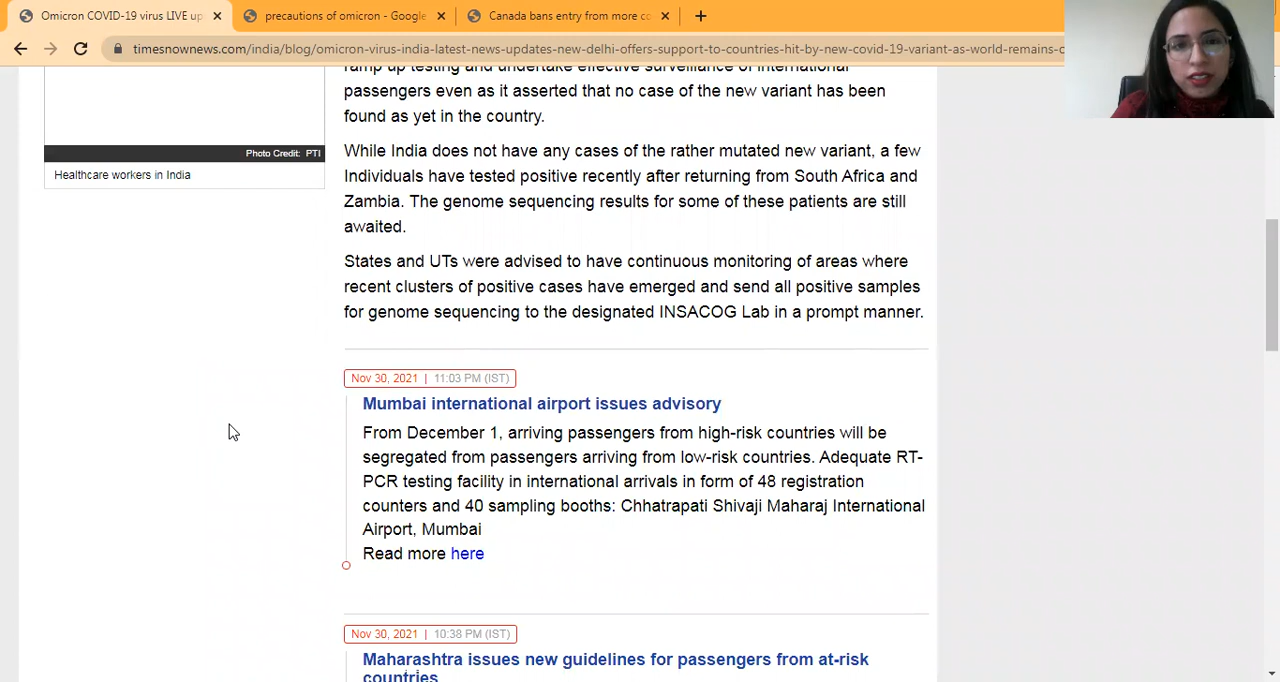 Omicron COVID-19 virus LIVE up
precautions of omicron - Google
Canada bans entry from more co
timesnownews.com/india/blog/omicron-virus-india-latest-news-updates-new-delhi-offers-support-to-countries-hit-by-new-covid-19-variant-as-world-remains-c
ramp up testing and undertake effective surveillance of international
passengers even as it asserted that no case of the new variant has been
found as yet in the country.
Photo Credit: PTI
Healthcare workers in India
While India does not have any cases of the rather mutated new variant, a few
Individuals have tested positive recently after returning from South Africa and
Zambia. The genome sequencing results for some of these patients are still
awaited.
States and UTs were advised to have continuous monitoring of areas where
recent clusters of positive cases have emerged and send all positive samples
for genome sequencing to the designated INSACOG Lab in a prompt manner.
Nov 30, 2021 | 11:03 PM (IST)
Mumbai international airport issues advisory
From December 1, arriving passengers from high-risk countries will be
segregated from passengers arriving from low-risk countries. Adequate RT-
PCR testing facility in international arrivals in form of 48 registration
counters and 40 sampling booths: Chhatrapati Shivaji Maharaj International
Airport, Mumbai
Read more here
Nov 30, 2021 | 10:38 PM (IST)
Maharashtra issues new guidelines for passengers from at-risk
countries